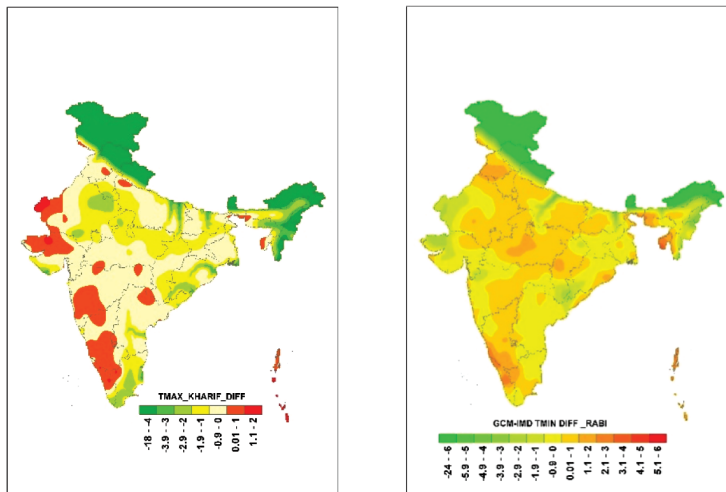 TMAX_KHARIF_DIFF
-18 - -4
-3.9 - -3
-2.9 - -2
-1.9 - -1
-0.9 - 0
0.01 - 1
1.1 - 2
GCM-IMD TMIN DIFF _RABI
-24 - -6
-5.9 - -5
-4.9 - -4
-3.9 - -3
-2.9 - -2
-1.9 - -1
-0.9 - 0
0.01 - 1
1.1 - 2
2.1 - 3
3.1 - 4
4.1 - 5
5.1 - 6